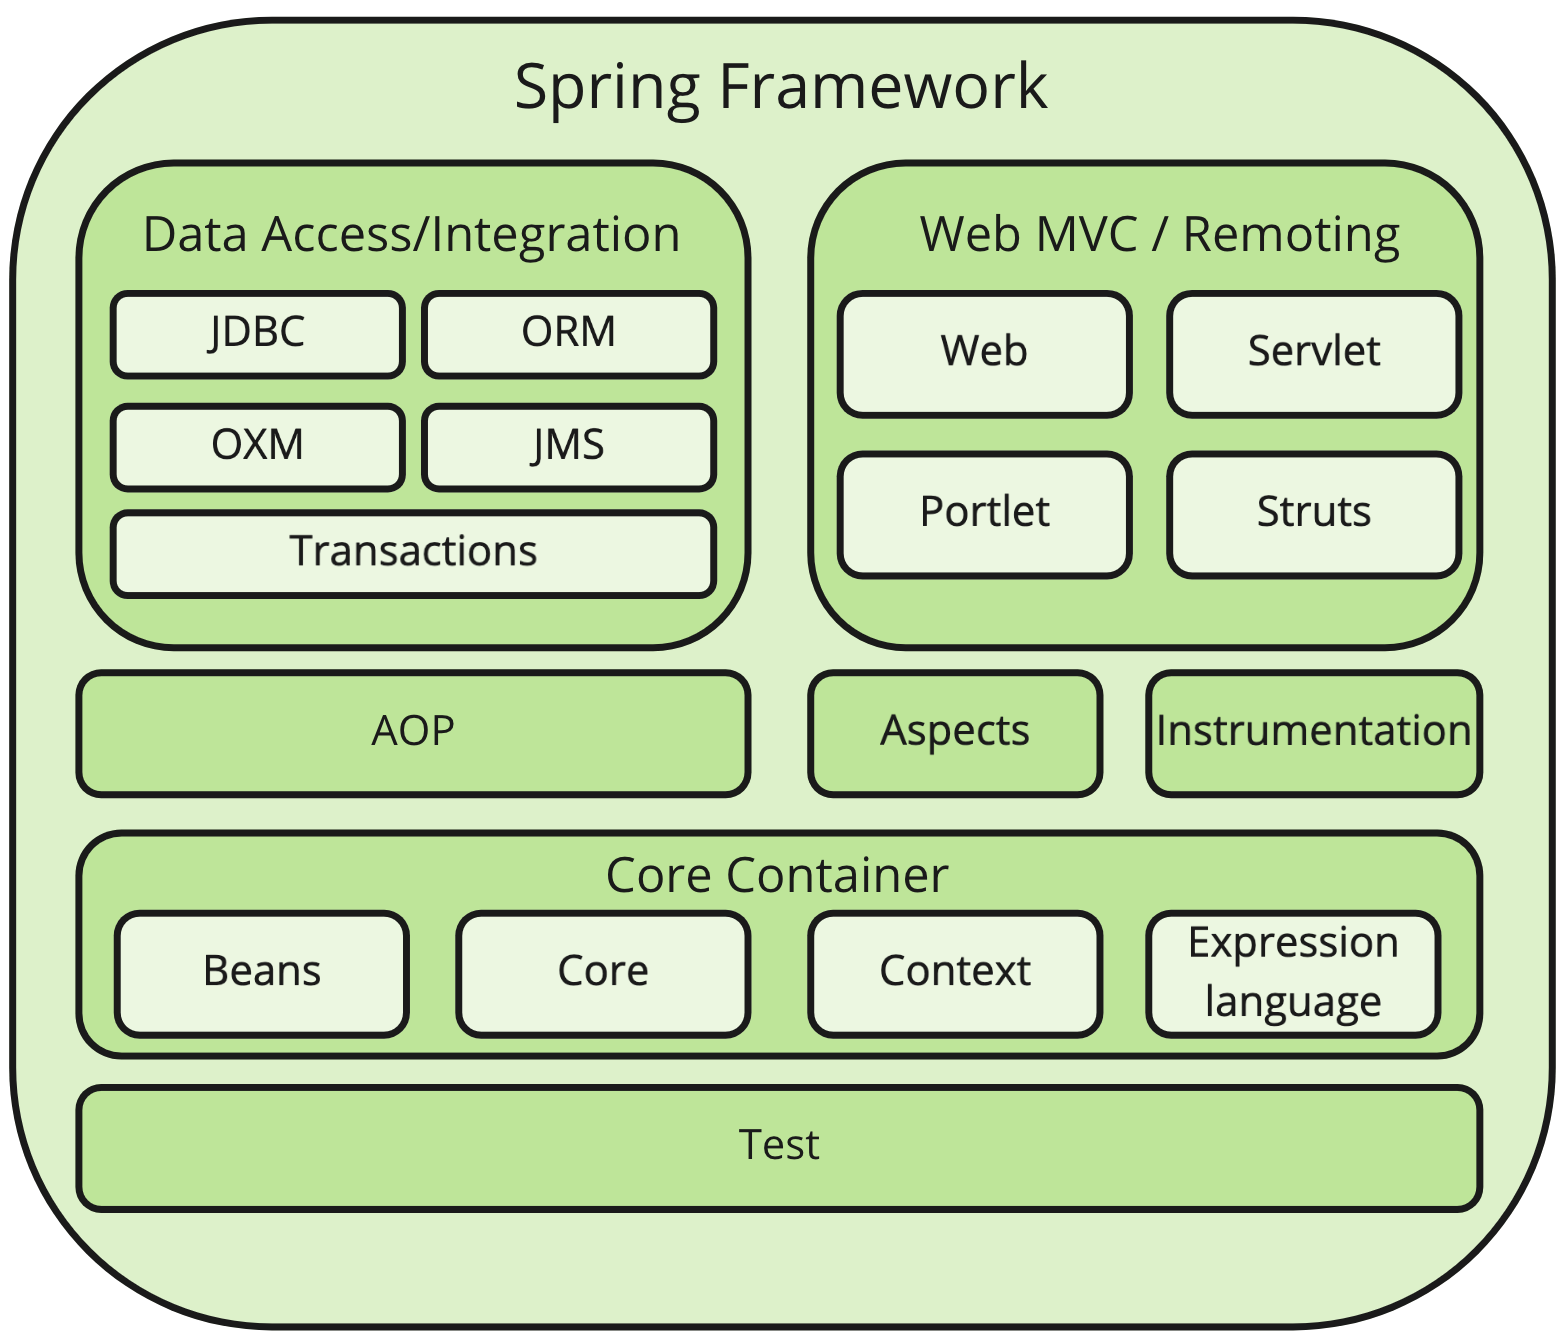 Spring Framework
Data Access/Integration
JDBC
ORM
OXM
JMS
Transactions
Web MVC / Remoting
Web
Servlet
Portlet
Struts
AOP
Aspects
Instrumentation
Core Container
Beans
Core
Context
Expression
language
Test